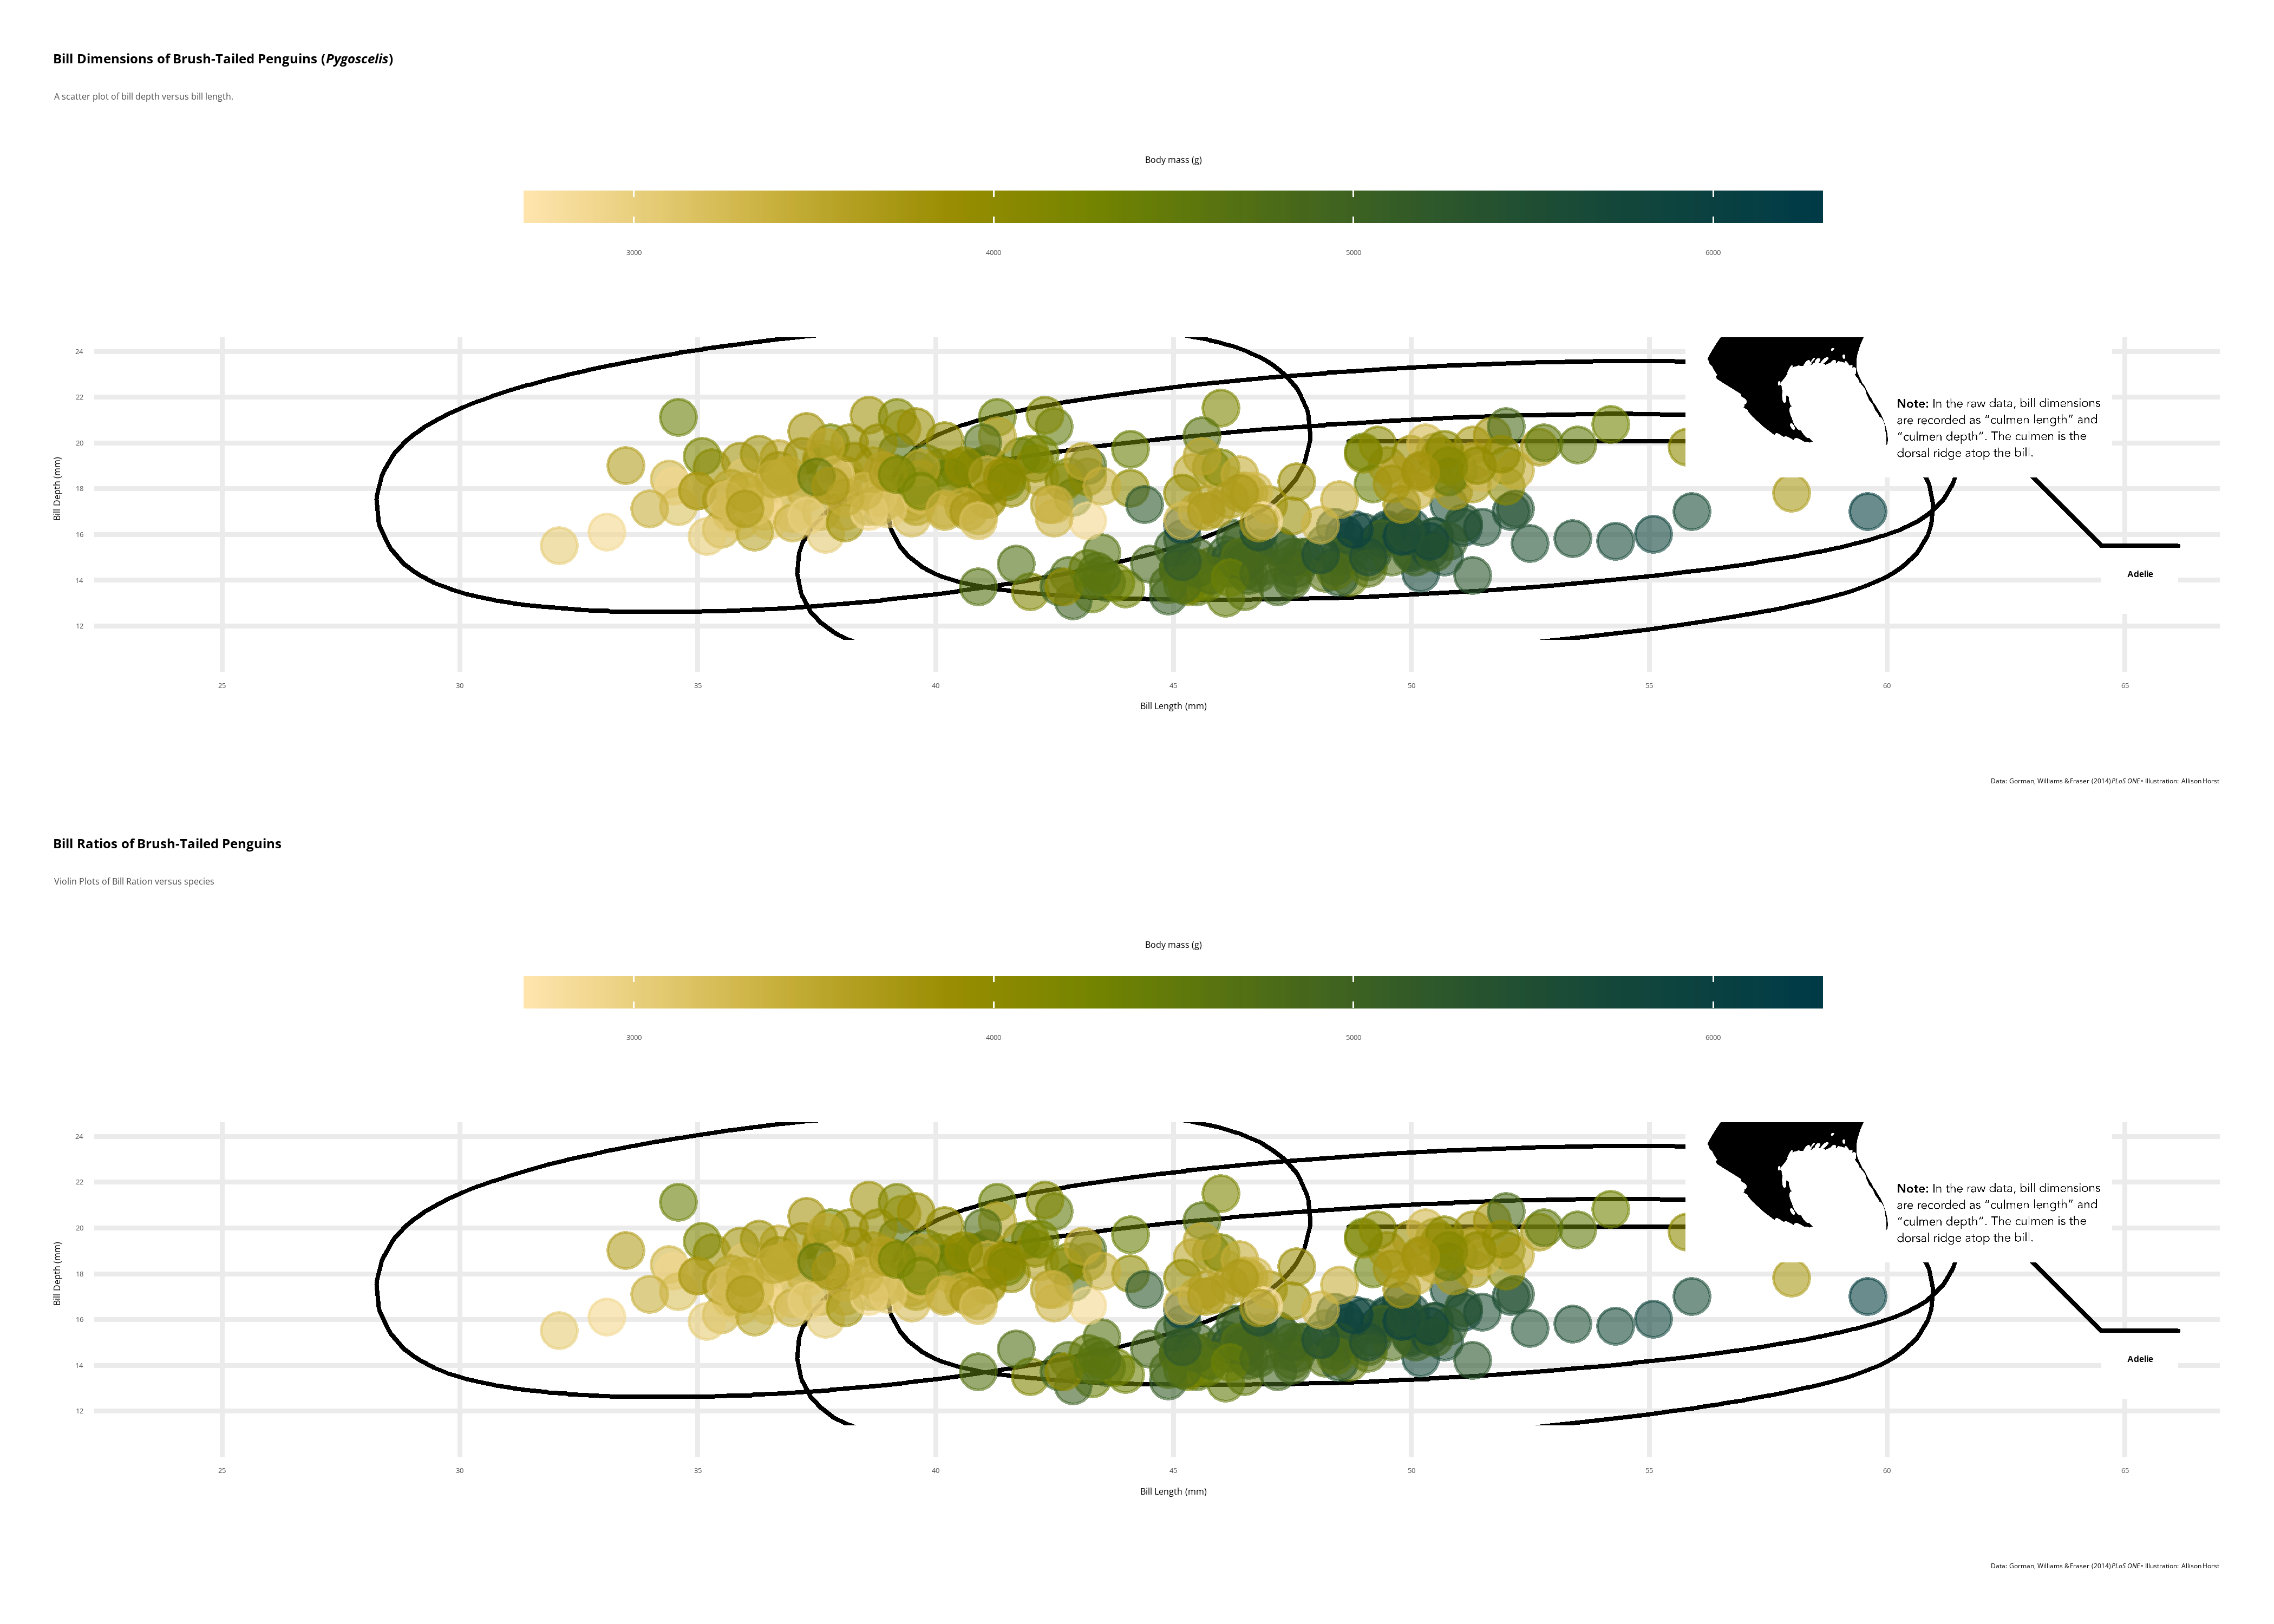 Bill Dimensions of Brush-Tailed Penguins (Pygoscelis)
A scatter plot of bill depth versus bill length.
Body mass (g)
3000 4000 5000 6000
24
22
20
18
16
14
12
Bill Depth (mm)
Note: In the raw data, bill dimensions
are recorded as “culmen length” and
“culmen depth”. The culmen is the
dorsal ridge atop the bill.
Adelie
25 30 35 40 45 50 55 60 65
Bill Length (mm)
Data: Gorman, Williams & Fraser (2014) PLoS ONE • Illustration: Allison Horst
Bill Ratios of Brush-Tailed Penguins
Violin Plots of Bill Ration versus species
Body mass (g)
3000 4000 5000 6000
24
22
20
18
16
14
12
Bill Depth (mm)
Note: In the raw data, bill dimensions
are recorded as “culmen length” and
“culmen depth”. The culmen is the
dorsal ridge atop the bill.
Adelie
25 30 35 40 45 50 55 60 65
Bill Length (mm)
Data: Gorman, Williams & Fraser (2014) PLoS ONE • Illustration: Allison Horst